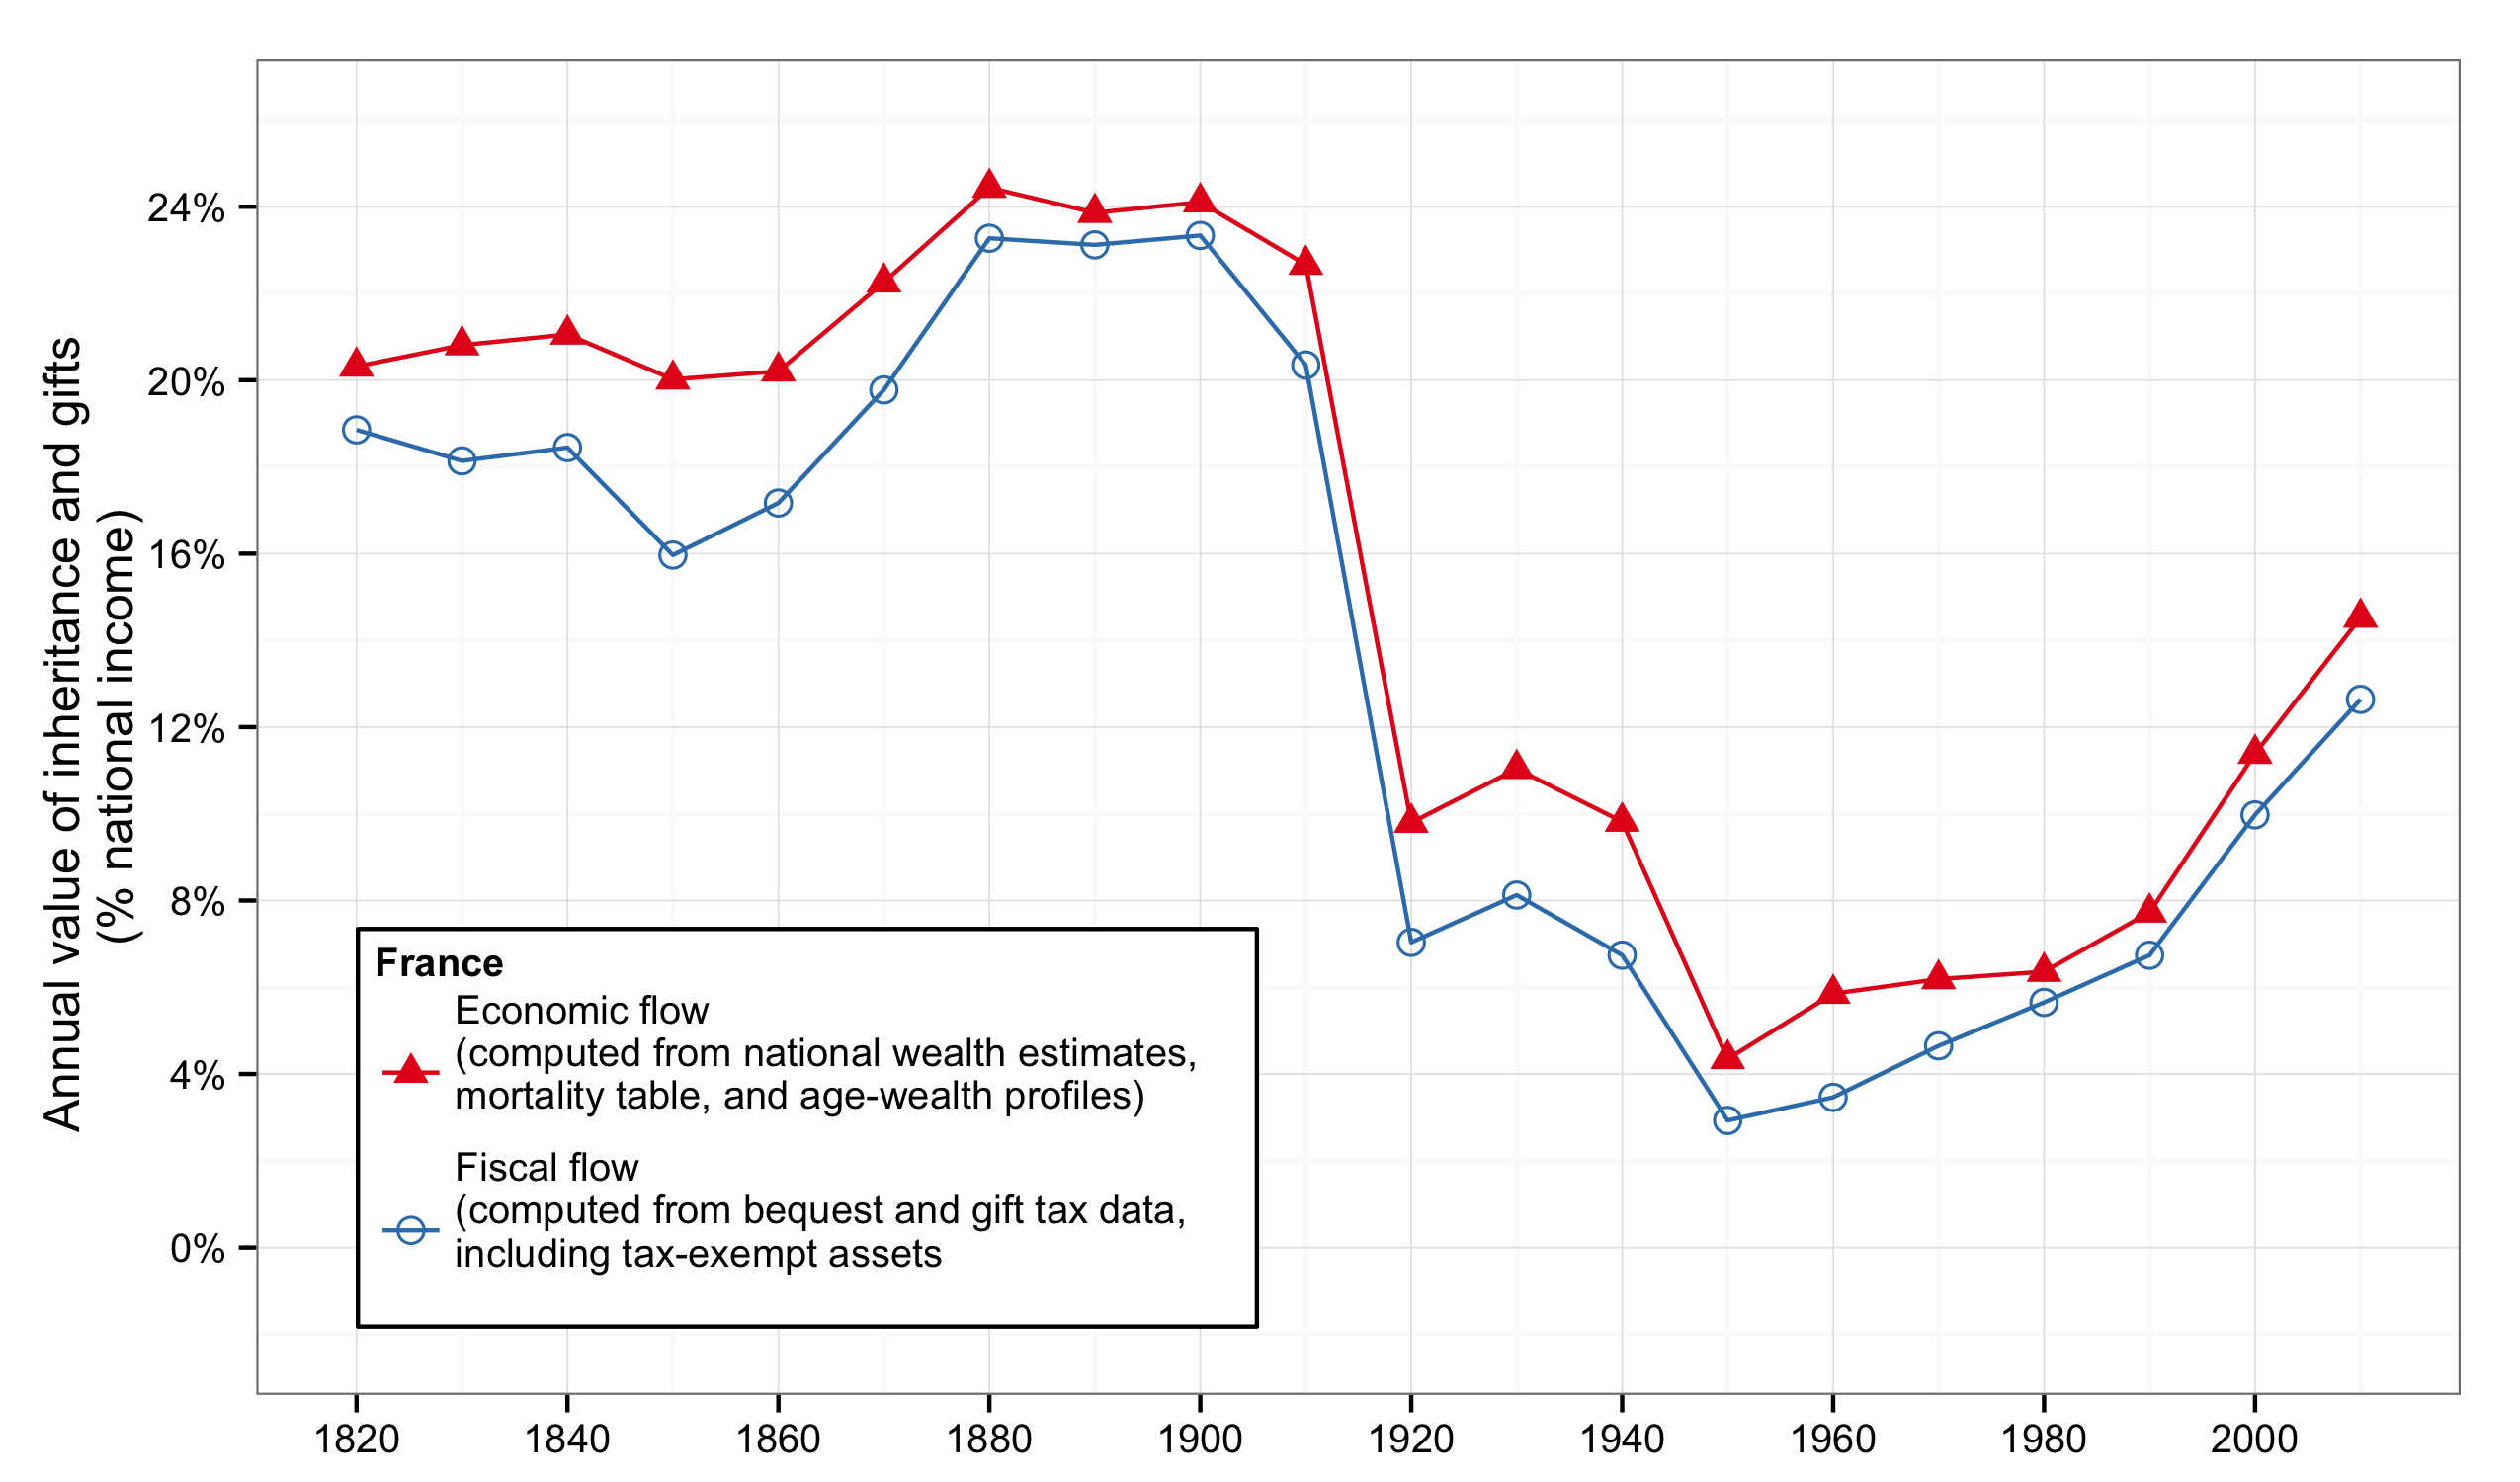 Annual value of inheritance and gifts
(% national income)
24%
20%
16%
12%
8%
4%
0%
France
Economic flow
(computed from national wealth estimates,
mortality table, and age-wealth profiles)
Fiscal flow
(computed from bequest and gift tax data,
including tax-exempt assets
1820 1840 1860 1880 1900 1920 1940 1960 1980 2000